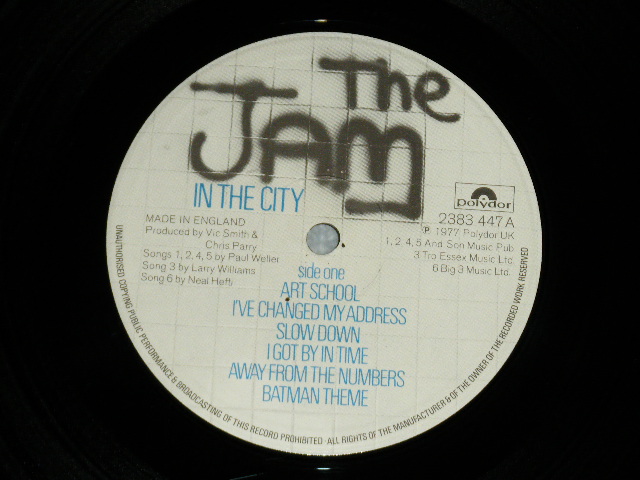 The
JAM
IN THE CITY
MADE IN ENGLAND
Produced by Vic Smith &
Chris Parry
Songs 1, 2, 4, 5 by Paul Weller
Song 3 by Larry Williams
Song 6 by Neal Hefti
polydor
2383 447 A
℗ 1977 Polydor UK
1, 2, 4, 5 And Son Music Pub
3 Tro Essex Music Ltd.
6 Big 3 Music Ltd.
side one
ART SCHOOL
I'VE CHANGED MY ADDRESS
SLOW DOWN
I GOT BY IN TIME
AWAY FROM THE NUMBERS
BATMAN THEME
UNAUTHORISED COPYING PUBLIC PERFORMANCE & BROADCASTING OF THIS RECORD PROHIBITED · ALL RIGHTS OF THE MANUFACTURER & OF THE OWNER OF THE RECORDED WORK RESERVED